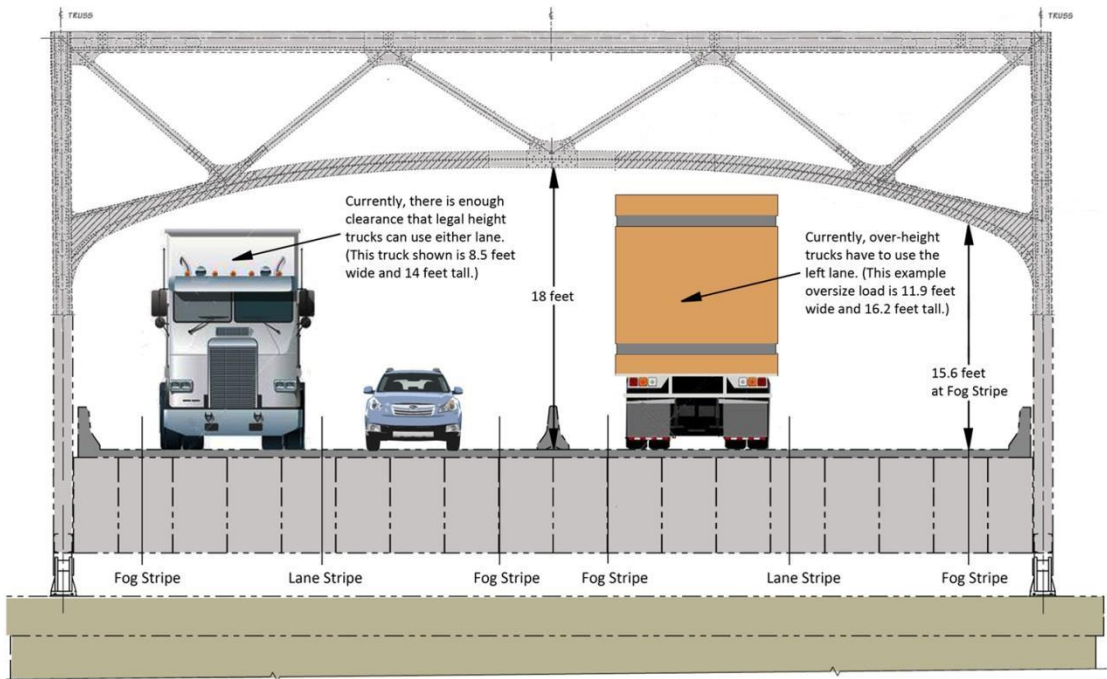 ℄ TRUSS
℄
℄ TRUSS
Currently, there is enough
clearance that legal height
trucks can use either lane.
(This truck shown is 8.5 feet
wide and 14 feet tall.)
18 feet
Currently, over-height
trucks have to use the
left lane. (This example
oversize load is 11.9 feet
wide and 16.2 feet tall.)
15.6 feet
at Fog Stripe
Fog Stripe
Lane Stripe
Fog Stripe
Fog Stripe
Lane Stripe
Fog Stripe